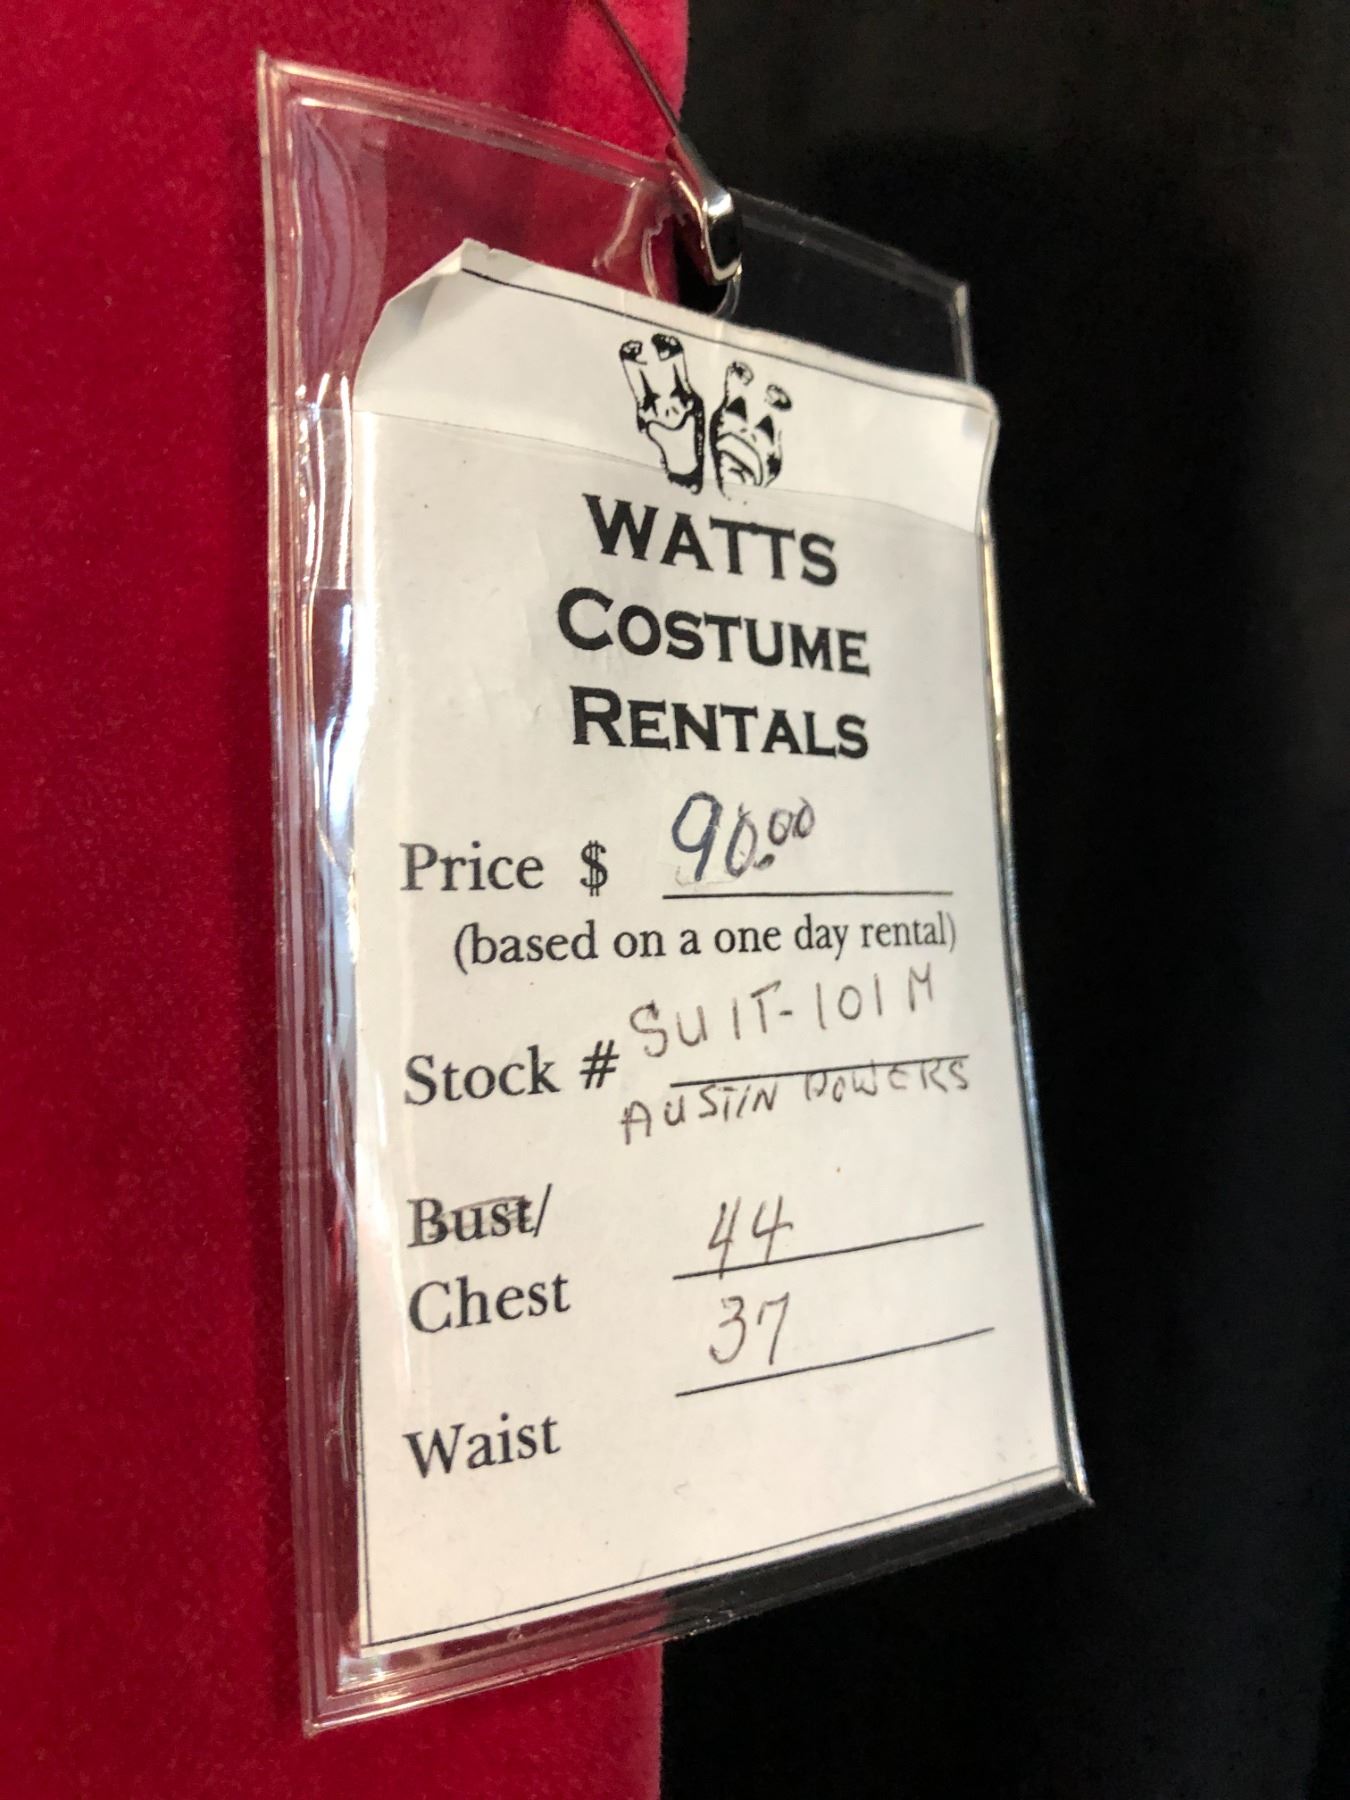 WATTS
COSTUME
RENTALS
Price $ 90.00
(based on a one day rental)
Stock # SUIT-101M
AUSTIN POWERS
Bust/ 44
Chest
37
Waist